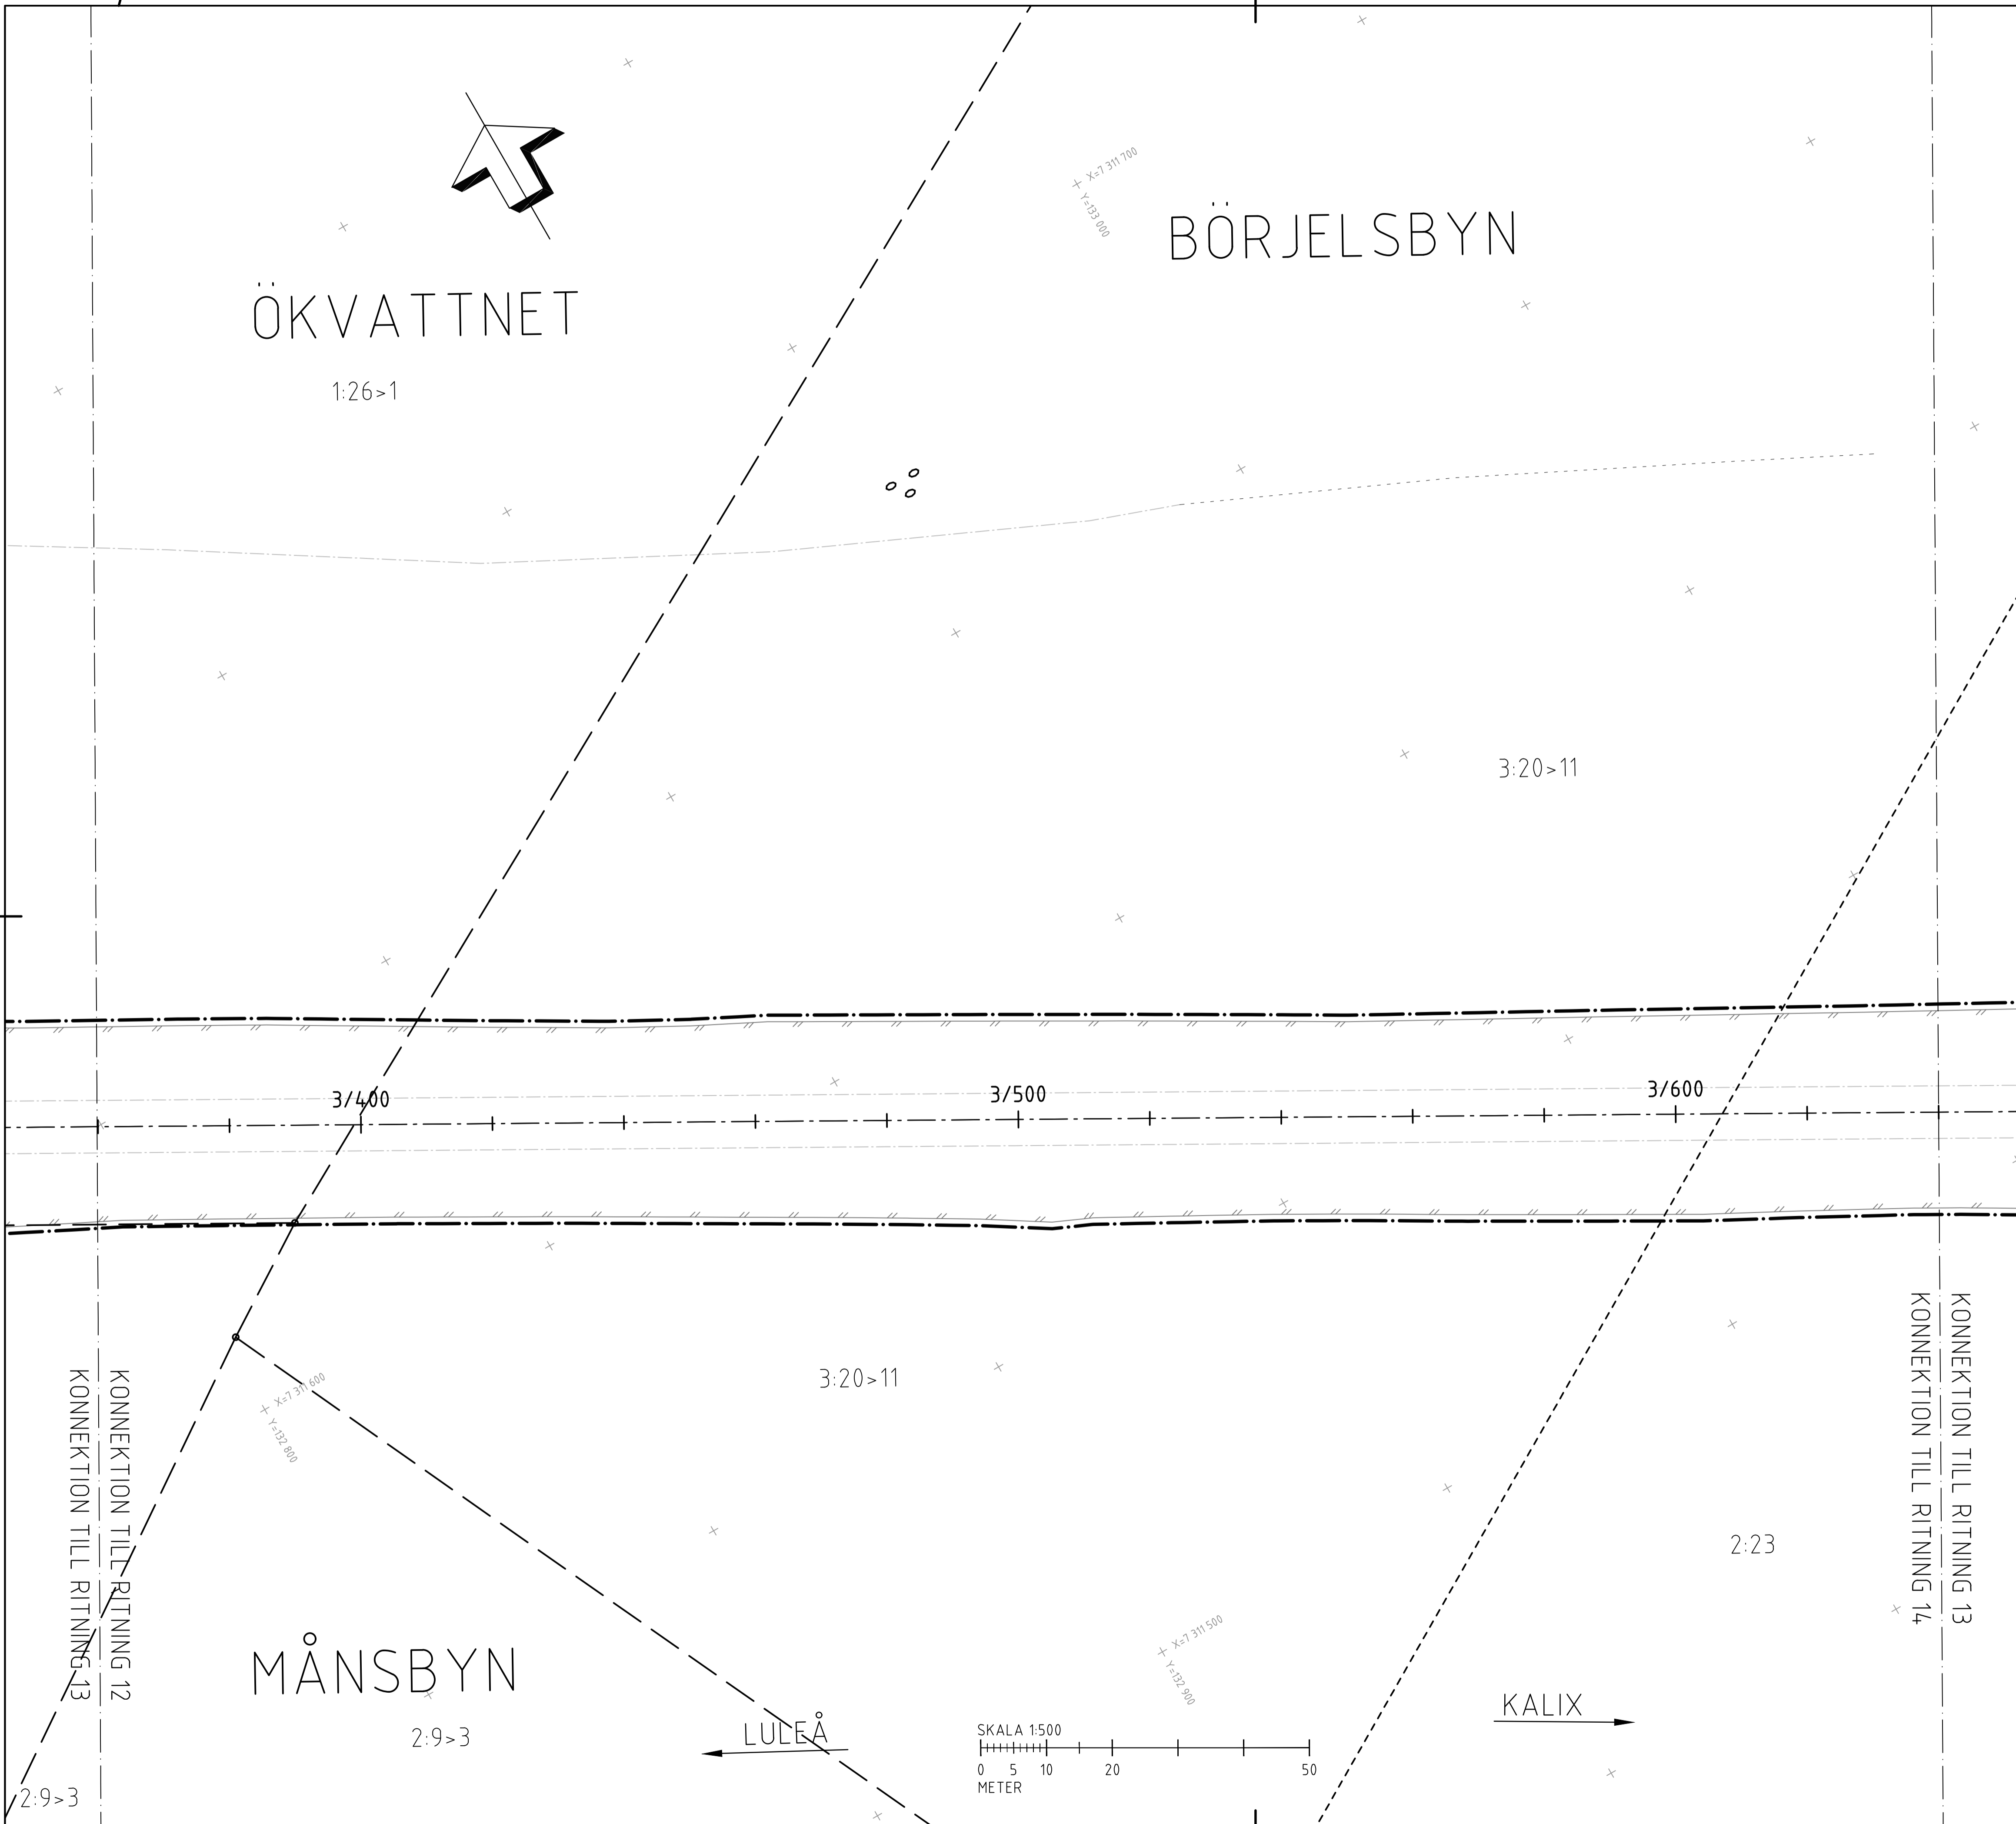 X=7 311 700
Y=133 000
BÖRJELSBYN
ÖKVATTNET
1:26>1
3:20>11
3/400
3/500
3/600
KONNEKTION TILL RITNING 13
KONNEKTION TILL RITNING 12
KONNEKTION TILL RITNING 14
KONNEKTION TILL RITNING 13
3:20>11
X=7 311 600
Y=132 800
2:23
X=7 311 500
Y=132 900
MÅNSBYN
2:9>3
LULEÅ
KALIX
SKALA 1:500
0 5 10 20 50
METER
2:9>3